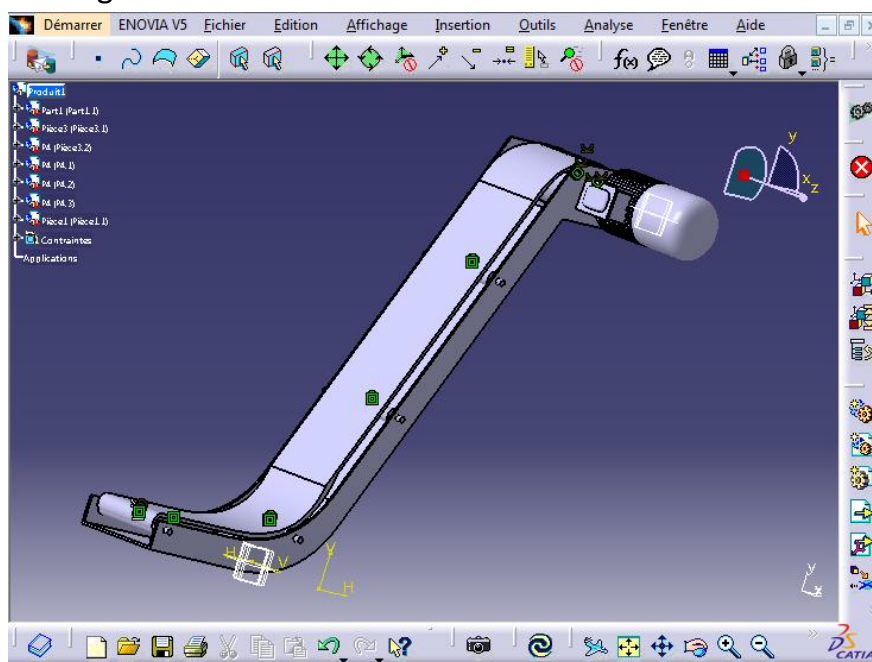 Démarrer ENOVIA V5 Fichier Edition Affichage Insertion Outils Analyse Fenêtre Aide
f(x)
Produit1
Part1 (Part1.1)
Pièce3 (Pièce3.1)
P4 (Pièce3.2)
P4 (P4.1)
P4 (P4.2)
P4 (P4.3)
Pièce1 (Pièce1.1)
Contraintes
Applications
y
x
z
H V
V
H
y
x
CATIA